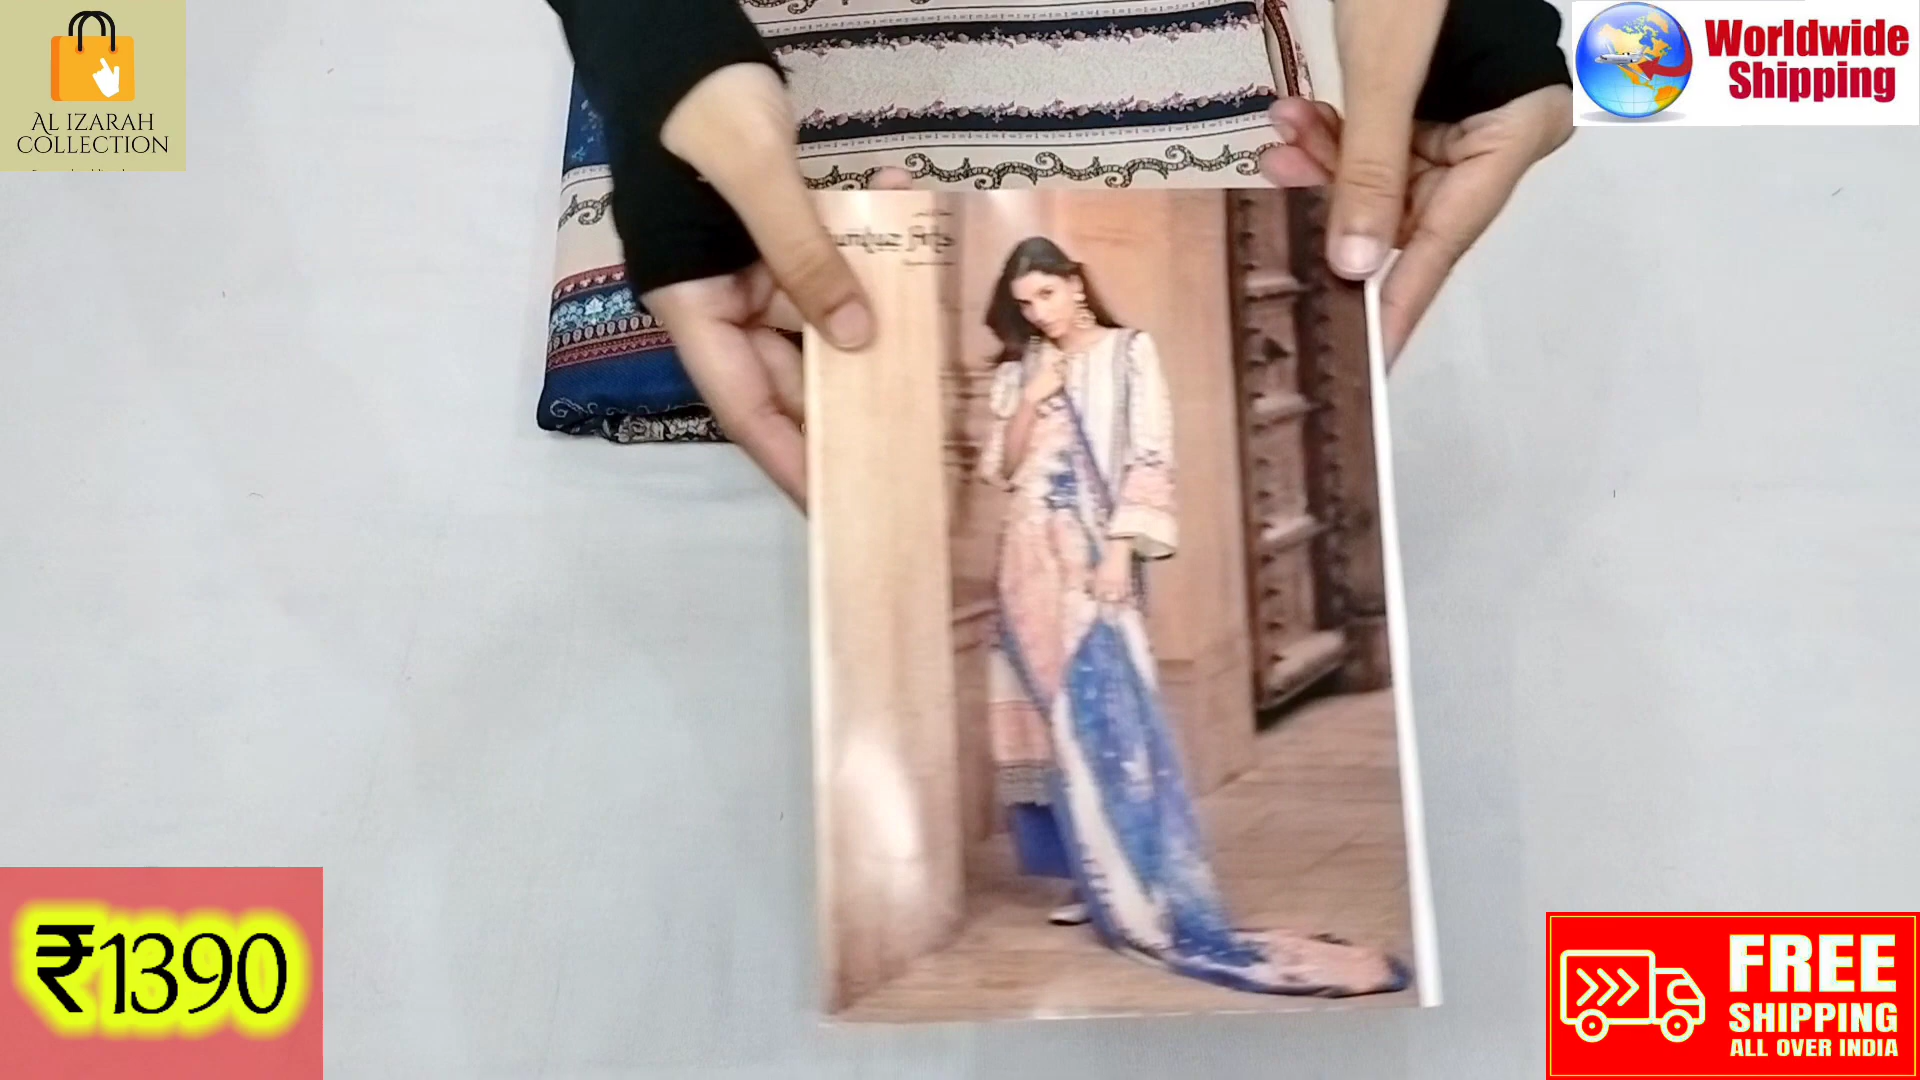 AL IZARAH
COLLECTION
Worldwide
Shipping
₹1390
FREE
SHIPPING
ALL OVER INDIA